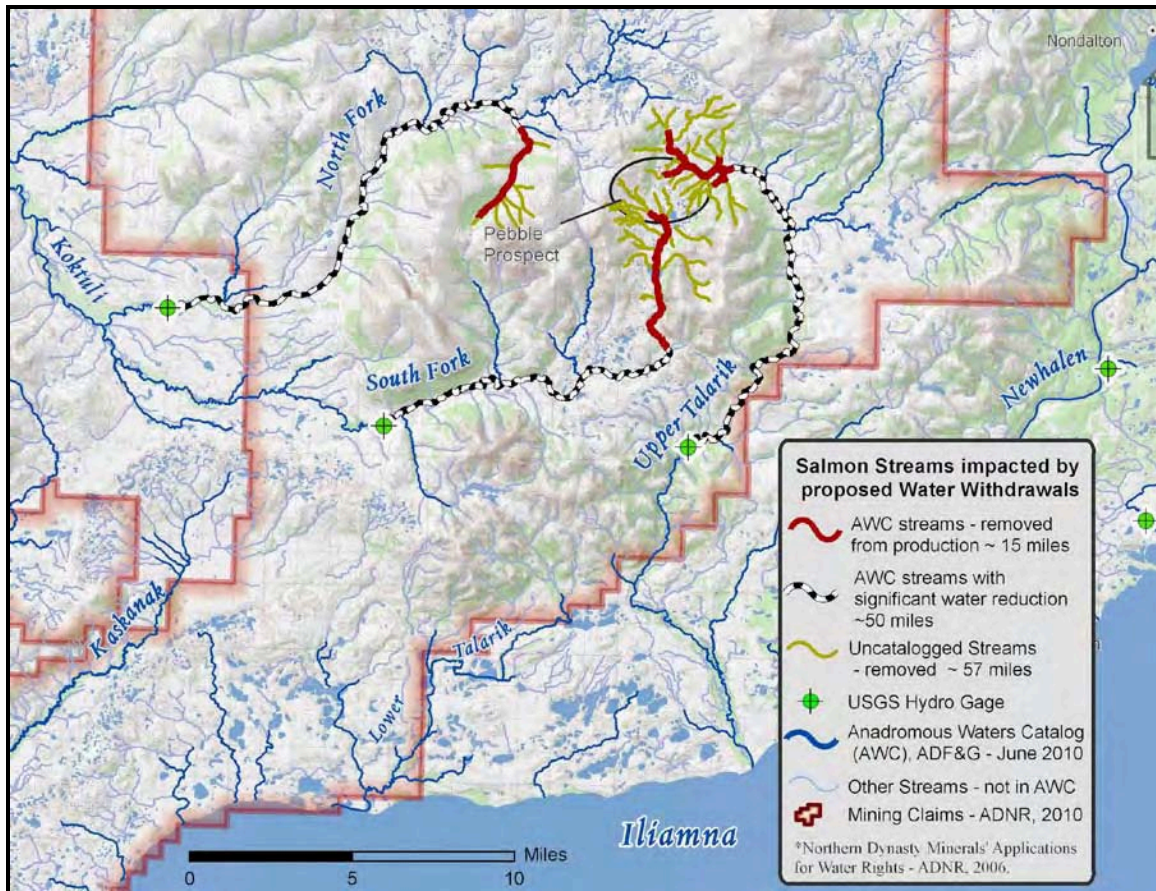 Nondalton
North Fork
Pebble
Prospect
Koktuli
South Fork
Upper Talarik
Newhalen
Kaskanak
Lower
Talarik
Iliamna
Salmon Streams impacted by
proposed Water Withdrawals
AWC streams - removed
from production ~ 15 miles
AWC streams with
significant water reduction
~50 miles
Uncatalogged Streams
- removed ~ 57 miles
USGS Hydro Gage
Anadromous Waters Catalog
(AWC), ADF&G - June 2010
Other Streams - not in AWC
Mining Claims - ADNR, 2010
*Northern Dynasty Minerals' Applications
for Water Rights - ADNR, 2006.
Miles
0 5 10